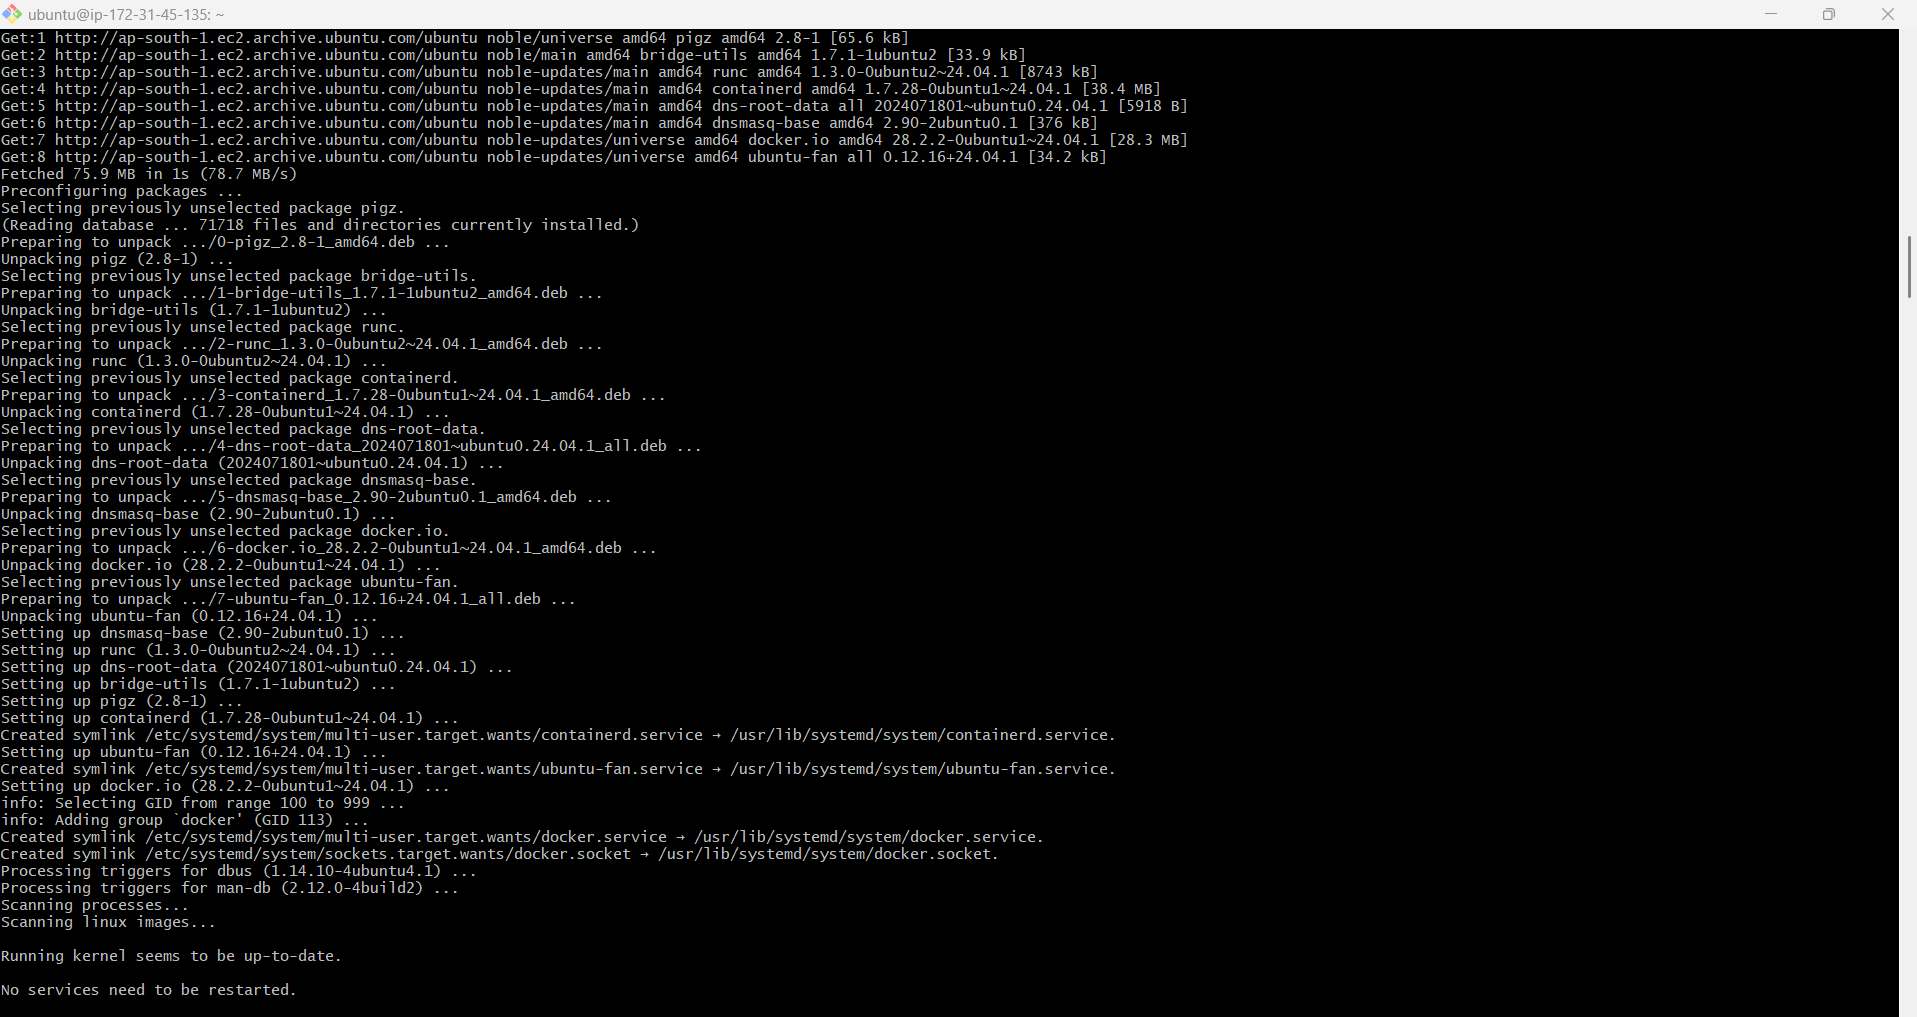 ubuntu@ip-172-31-45-135: ~
Get:1 http://ap-south-1.ec2.archive.ubuntu.com/ubuntu noble/universe amd64 pigz amd64 2.8-1 [65.6 kB]
Get:2 http://ap-south-1.ec2.archive.ubuntu.com/ubuntu noble/main amd64 bridge-utils amd64 1.7.1-1ubuntu2 [33.9 kB]
Get:3 http://ap-south-1.ec2.archive.ubuntu.com/ubuntu noble-updates/main amd64 runc amd64 1.3.0-0ubuntu2~24.04.1 [8743 kB]
Get:4 http://ap-south-1.ec2.archive.ubuntu.com/ubuntu noble-updates/main amd64 containerd amd64 1.7.28-0ubuntu1~24.04.1 [38.4 MB]
Get:5 http://ap-south-1.ec2.archive.ubuntu.com/ubuntu noble-updates/main amd64 dns-root-data all 2024071801~ubuntu0.24.04.1 [5918 B]
Get:6 http://ap-south-1.ec2.archive.ubuntu.com/ubuntu noble-updates/main amd64 dnsmasq-base amd64 2.90-2ubuntu0.1 [376 kB]
Get:7 http://ap-south-1.ec2.archive.ubuntu.com/ubuntu noble-updates/universe amd64 docker.io amd64 28.2.2-0ubuntu1~24.04.1 [28.3 MB]
Get:8 http://ap-south-1.ec2.archive.ubuntu.com/ubuntu noble-updates/universe amd64 ubuntu-fan all 0.12.16+24.04.1 [34.2 kB]
Fetched 75.9 MB in 1s (78.7 MB/s)
Preconfiguring packages ...
Selecting previously unselected package pigz.
(Reading database ... 71718 files and directories currently installed.)
Preparing to unpack .../0-pigz_2.8-1_amd64.deb ...
Unpacking pigz (2.8-1) ...
Selecting previously unselected package bridge-utils.
Preparing to unpack .../1-bridge-utils_1.7.1-1ubuntu2_amd64.deb ...
Unpacking bridge-utils (1.7.1-1ubuntu2) ...
Selecting previously unselected package runc.
Preparing to unpack .../2-runc_1.3.0-0ubuntu2~24.04.1_amd64.deb ...
Unpacking runc (1.3.0-0ubuntu2~24.04.1) ...
Selecting previously unselected package containerd.
Preparing to unpack .../3-containerd_1.7.28-0ubuntu1~24.04.1_amd64.deb ...
Unpacking containerd (1.7.28-0ubuntu1~24.04.1) ...
Selecting previously unselected package dns-root-data.
Preparing to unpack .../4-dns-root-data_2024071801~ubuntu0.24.04.1_all.deb ...
Unpacking dns-root-data (2024071801~ubuntu0.24.04.1) ...
Selecting previously unselected package dnsmasq-base.
Preparing to unpack .../5-dnsmasq-base_2.90-2ubuntu0.1_amd64.deb ...
Unpacking dnsmasq-base (2.90-2ubuntu0.1) ...
Selecting previously unselected package docker.io.
Preparing to unpack .../6-docker.io_28.2.2-0ubuntu1~24.04.1_amd64.deb ...
Unpacking docker.io (28.2.2-0ubuntu1~24.04.1) ...
Selecting previously unselected package ubuntu-fan.
Preparing to unpack .../7-ubuntu-fan_0.12.16+24.04.1_all.deb ...
Unpacking ubuntu-fan (0.12.16+24.04.1) ...
Setting up dnsmasq-base (2.90-2ubuntu0.1) ...
Setting up runc (1.3.0-0ubuntu2~24.04.1) ...
Setting up dns-root-data (2024071801~ubuntu0.24.04.1) ...
Setting up bridge-utils (1.7.1-1ubuntu2) ...
Setting up pigz (2.8-1) ...
Setting up containerd (1.7.28-0ubuntu1~24.04.1) ...
Created symlink /etc/systemd/system/multi-user.target.wants/containerd.service → /usr/lib/systemd/system/containerd.service.
Setting up ubuntu-fan (0.12.16+24.04.1) ...
Created symlink /etc/systemd/system/multi-user.target.wants/ubuntu-fan.service → /usr/lib/systemd/system/ubuntu-fan.service.
Setting up docker.io (28.2.2-0ubuntu1~24.04.1) ...
info: Selecting GID from range 100 to 999 ...
info: Adding group `docker' (GID 113) ...
Created symlink /etc/systemd/system/multi-user.target.wants/docker.service → /usr/lib/systemd/system/docker.service.
Created symlink /etc/systemd/system/sockets.target.wants/docker.socket → /usr/lib/systemd/system/docker.socket.
Processing triggers for dbus (1.14.10-4ubuntu4.1) ...
Processing triggers for man-db (2.12.0-4build2) ...
Scanning processes...
Scanning linux images...
Running kernel seems to be up-to-date.
No services need to be restarted.